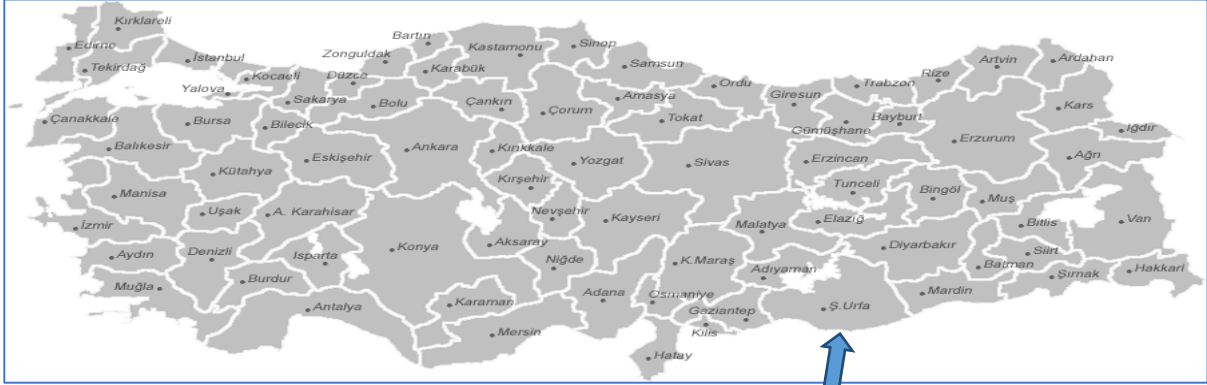 Kırklareli
Edirne
Tekirdağ
İstanbul
Kocaeli
Yalova
Sakarya
Düzce
Zonguldak
Bartın
Karabük
Kastamonu
Sinop
Samsun
Ordu
Giresun
Trabzon
Rize
Artvin
Ardahan
Kars
Iğdır
Ağrı
Erzurum
Bayburt
Gümüşhane
Erzincan
Tokat
Amasya
Çorum
Çankırı
Bolu
Bilecik
Bursa
Çanakkale
Balıkesir
Kütahya
Eskişehir
Ankara
Kırıkkale
Yozgat
Sivas
Tunceli
Bingöl
Muş
Bitlis
Van
Hakkari
Şırnak
Siirt
Batman
Diyarbakır
Elazığ
Malatya
Kayseri
Nevşehir
Kırşehir
Aksaray
Niğde
Konya
A. Karahisar
Uşak
Manisa
İzmir
Aydın
Denizli
Isparta
Burdur
Muğla
Antalya
Karaman
Mersin
Adana
Osmaniye
K.Maraş
Adıyaman
Gaziantep
Kilis
Hatay
Ş.Urfa
Mardin